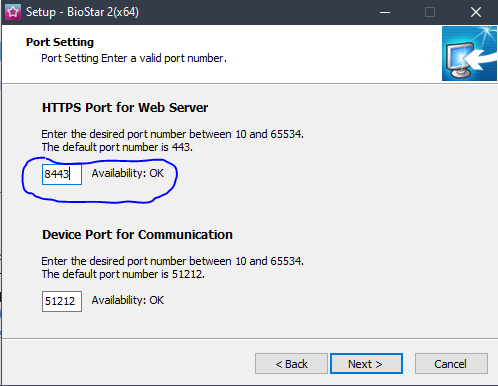 Setup - BioStar 2(x64)
Port Setting
Port Setting Enter a valid port number.
HTTPS Port for Web Server
Enter the desired port number between 10 and 65534.
The default port number is 443.
8443 Availability: OK
Device Port for Communication
Enter the desired port number between 10 and 65534.
The default port number is 51212.
51212 Availability: OK
< Back Next > Cancel